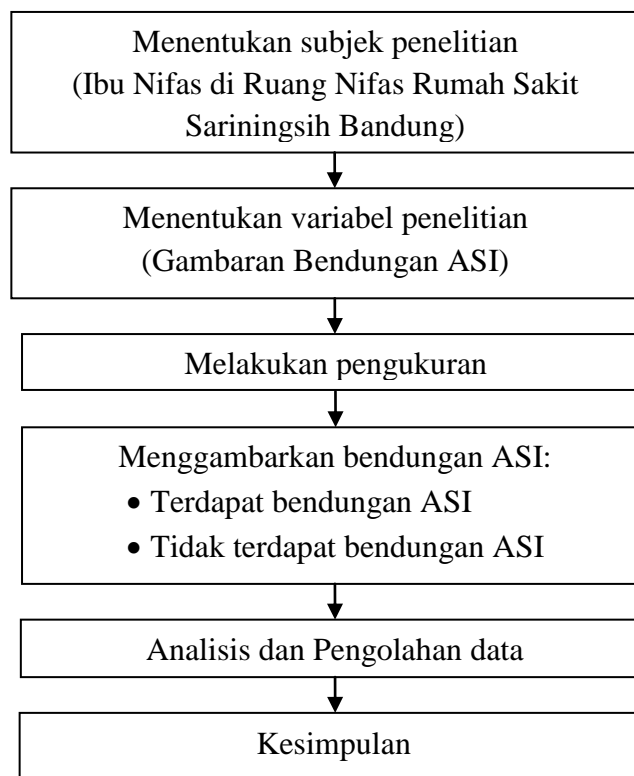 Menentukan subjek penelitian
(Ibu Nifas di Ruang Nifas Rumah Sakit
Sariningsih Bandung)
Menentukan variabel penelitian
(Gambaran Bendungan ASI)
Melakukan pengukuran
Menggambarkan bendungan ASI:
• Terdapat bendungan ASI
• Tidak terdapat bendungan ASI
Analisis dan Pengolahan data
Kesimpulan